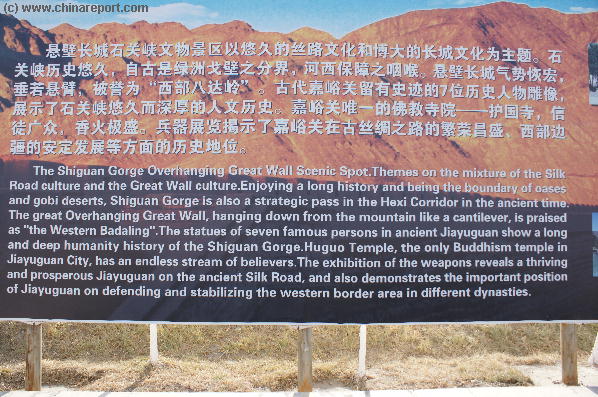 (c) www.chinareport.com
悬壁长城石关峡文物景区以悠久的丝路文化和博大的长城文化为主题。石
关峡历史悠久，自古是绿洲戈壁之分界，河西保障之咽喉。悬壁长城气势恢宏，
垂若悬臂，被誉为“西部八达岭”。古代嘉峪关留有史迹的7位历史人物雕像，
展示了石关峡悠久而深厚的人文历史。嘉峪关唯一的佛教寺院——护国寺，信
徒广众，香火极盛。兵器展览揭示了嘉峪关在古丝绸之路的繁荣昌盛、西部边
疆的安定发展等方面的历史地位。
The Shiguan Gorge Overhanging Great Wall Scenic Spot.Themes on the mixture of the Silk
Road culture and the Great Wall culture.Enjoying a long history and being the boundary of oases
and gobi deserts, Shiguan Gorge is also a strategic pass in the Hexi Corridor in the ancient time.
The great Overhanging Great Wall, hanging down from the mountain like a cantilever, is praised
as "the Western Badaling".The statues of seven famous persons in ancient Jiayuguan show a long
and deep humanity history of the Shiguan Gorge.Huguo Temple, the only Buddhism temple in
Jiayuguan City, has an endless stream of believers.The exhibition of the weapons reveals a thriving
and prosperous Jiayuguan on the ancient Silk Road, and also demonstrates the important position
of Jiayuguan on defending and stabilizing the western border area in different dynasties.